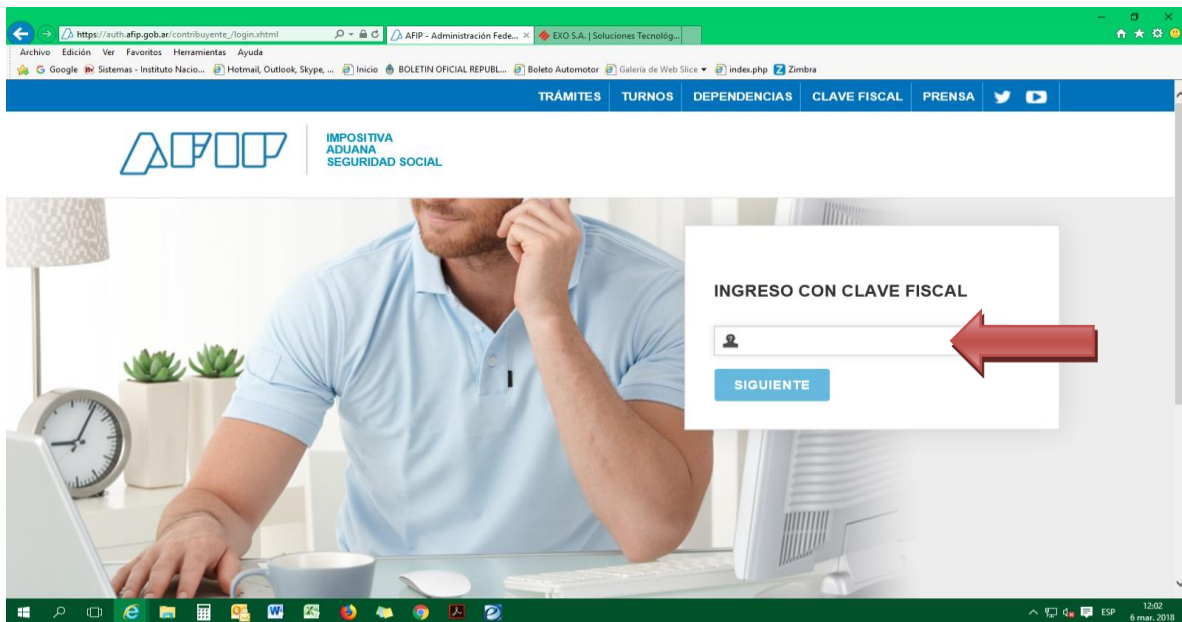 https://auth.afip.gob.ar/contribuyente_/login.xhtml
AFIP - Administración Fede...
EXO S.A. | Soluciones Tecnológ...
Archivo Edición Ver Favoritos Herramientas Ayuda
Google Sistemas - Instituto Nacio... Hotmail, Outlook, Skype, ... Inicio BOLETIN OFICIAL REPUBL... Boleto Automotor Galería de Web Slice index.php Zimbra
TRÁMITES TURNOS DEPENDENCIAS CLAVE FISCAL PRENSA
AFIP
IMPOSITIVA
ADUANA
SEGURIDAD SOCIAL
INGRESO CON CLAVE FISCAL
SIGUIENTE
ESP
12:02
6 mar. 2018